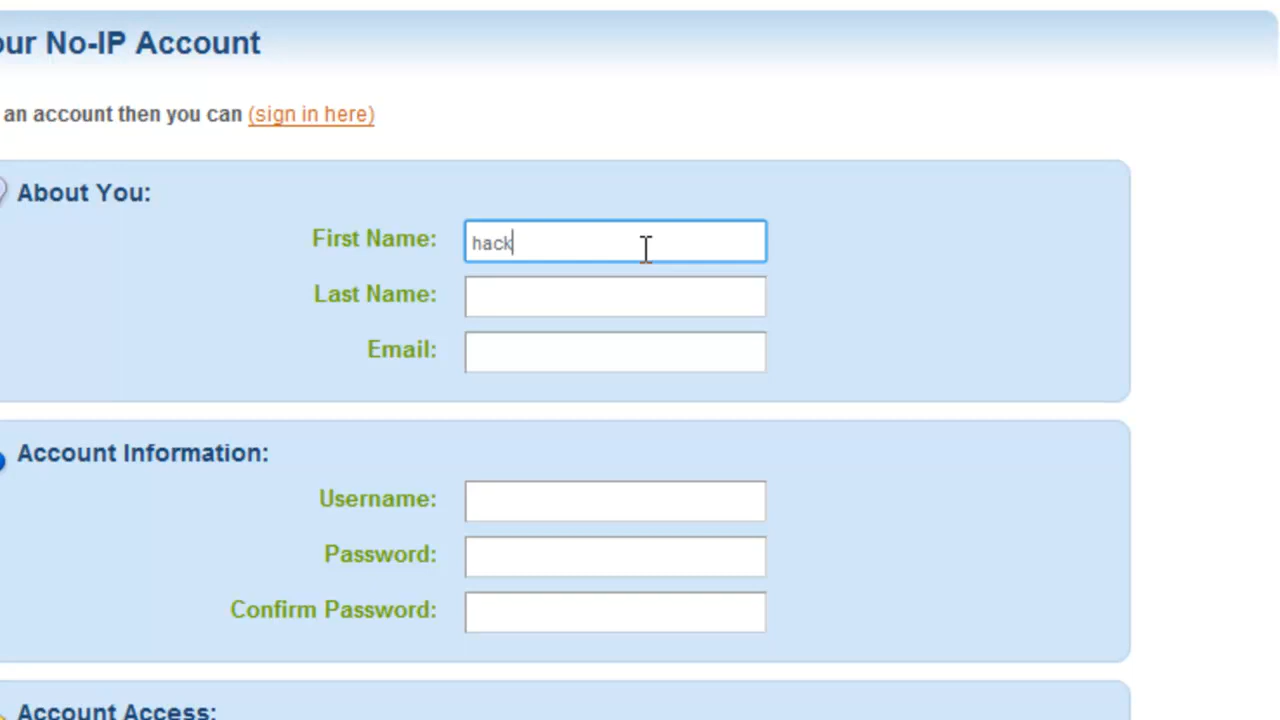 our No-IP Account
an account then you can (sign in here)
About You:
First Name: hack
Last Name:
Email:
Account Information:
Username:
Password:
Confirm Password:
Account Access: